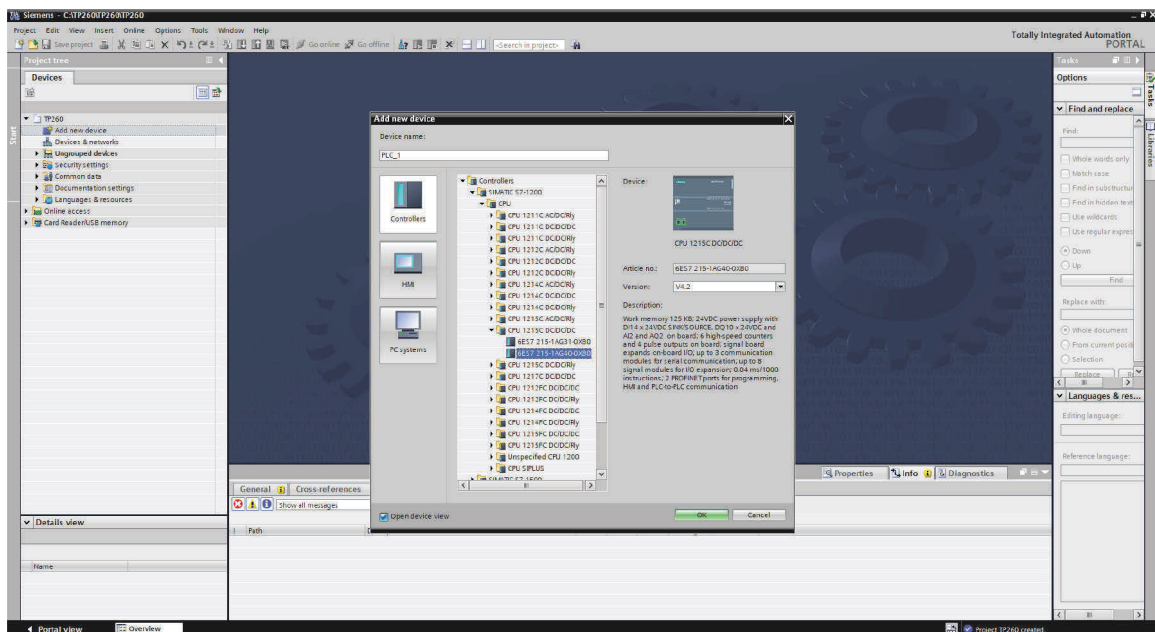 Siemens - C:\TP260\TP260\TP260
Project Edit View Insert Online Options Tools Window Help
Save project Go online Go offline <Search in project>
Totally Integrated Automation
PORTAL
Project tree
Devices
Start
TP260
Add new device
Devices & networks
Ungrouped devices
Security settings
Common data
Documentation settings
Languages & resources
Online access
Card Reader/USB memory
Details view
Name
Add new device
Device name:
PLC_1
Controllers
HMI
PC systems
Controllers
SIMATIC S7-1200
CPU
CPU 1211C AC/DC/Rly
CPU 1211C DC/DC/DC
CPU 1211C DC/DC/Rly
CPU 1212C AC/DC/Rly
CPU 1212C DC/DC/DC
CPU 1212C DC/DC/Rly
CPU 1214C AC/DC/Rly
CPU 1214C DC/DC/DC
CPU 1214C DC/DC/Rly
CPU 1215C AC/DC/Rly
CPU 1215C DC/DC/DC
6ES7 215-1AG31-0XB0
6ES7 215-1AG40-0XB0
CPU 1215C DC/DC/Rly
CPU 1217C DC/DC/DC
CPU 1212FC DC/DC/DC
CPU 1212FC DC/DC/Rly
CPU 1214FC DC/DC/DC
CPU 1214FC DC/DC/Rly
CPU 1215FC DC/DC/DC
CPU 1215FC DC/DC/Rly
Unspecified CPU 1200
CPU SIPLUS
SIMATIC S7-1500
Device:
CPU 1215C DC/DC/DC
Article no.: 6ES7 215-1AG40-0XB0
Version: V4.2
Description:
Work memory 125 KB; 24VDC power supply with
DI14 x 24VDC SINK/SOURCE, DQ10 x 24VDC and
AI2 and AQ2 on board; 6 high-speed counters
and 4 pulse outputs on board; signal board
expands on-board I/O; up to 3 communication
modules for serial communication; up to 8
signal modules for I/O expansion; 0.04 ms/1000
instructions; 2 PROFINET ports for programming,
HMI and PLC-to-PLC communication
Open device view
OK Cancel
Properties Info Diagnostics
General Cross-references
Show all messages
Path
Tasks
Options
Find and replace
Find:
Whole words only
Match case
Find in substructur
Find in hidden text
Use wildcards
Use regular expres
Down
Up
Find
Replace with:
Whole document
From current positi
Selection
Replace
Languages & res...
Editing language:
Reference language:
Tasks
Libraries
Portal view Overview
Project TP260 created.